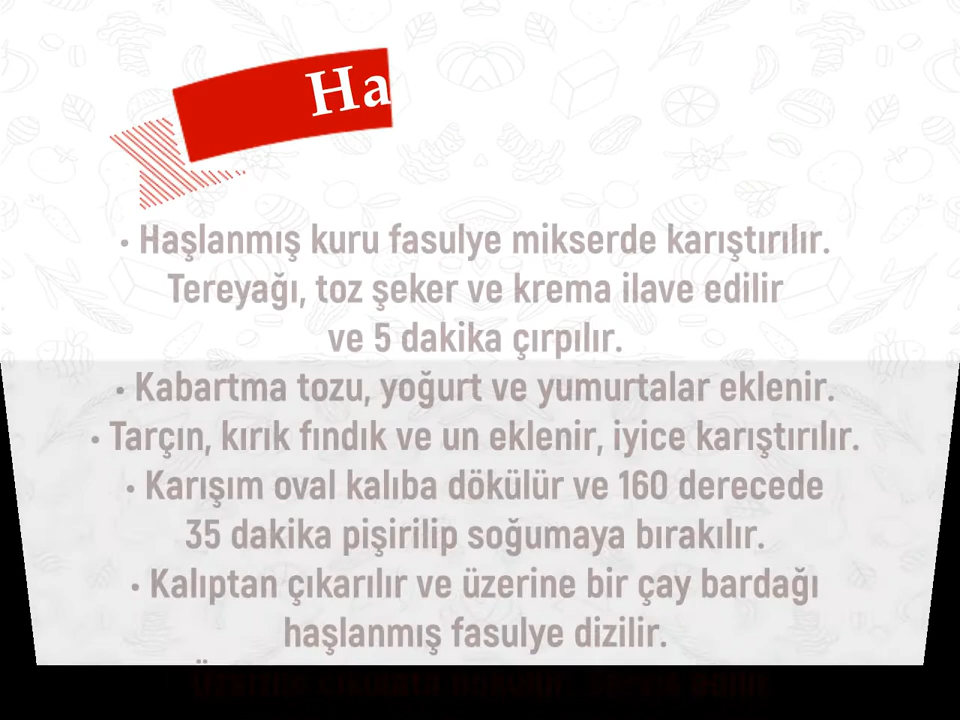 Ha
• Haşlanmış kuru fasulye mikserde karıştırılır.
Tereyağı, toz şeker ve krema ilave edilir
ve 5 dakika çırpılır.
• Kabartma tozu, yoğurt ve yumurtalar eklenir.
• Tarçın, kırık fındık ve un eklenir, iyice karıştırılır.
• Karışım oval kalıba dökülür ve 160 derecede
35 dakika pişirilip soğumaya bırakılır.
• Kalıptan çıkarılır ve üzerine bir çay bardağı
haşlanmış fasulye dizilir.